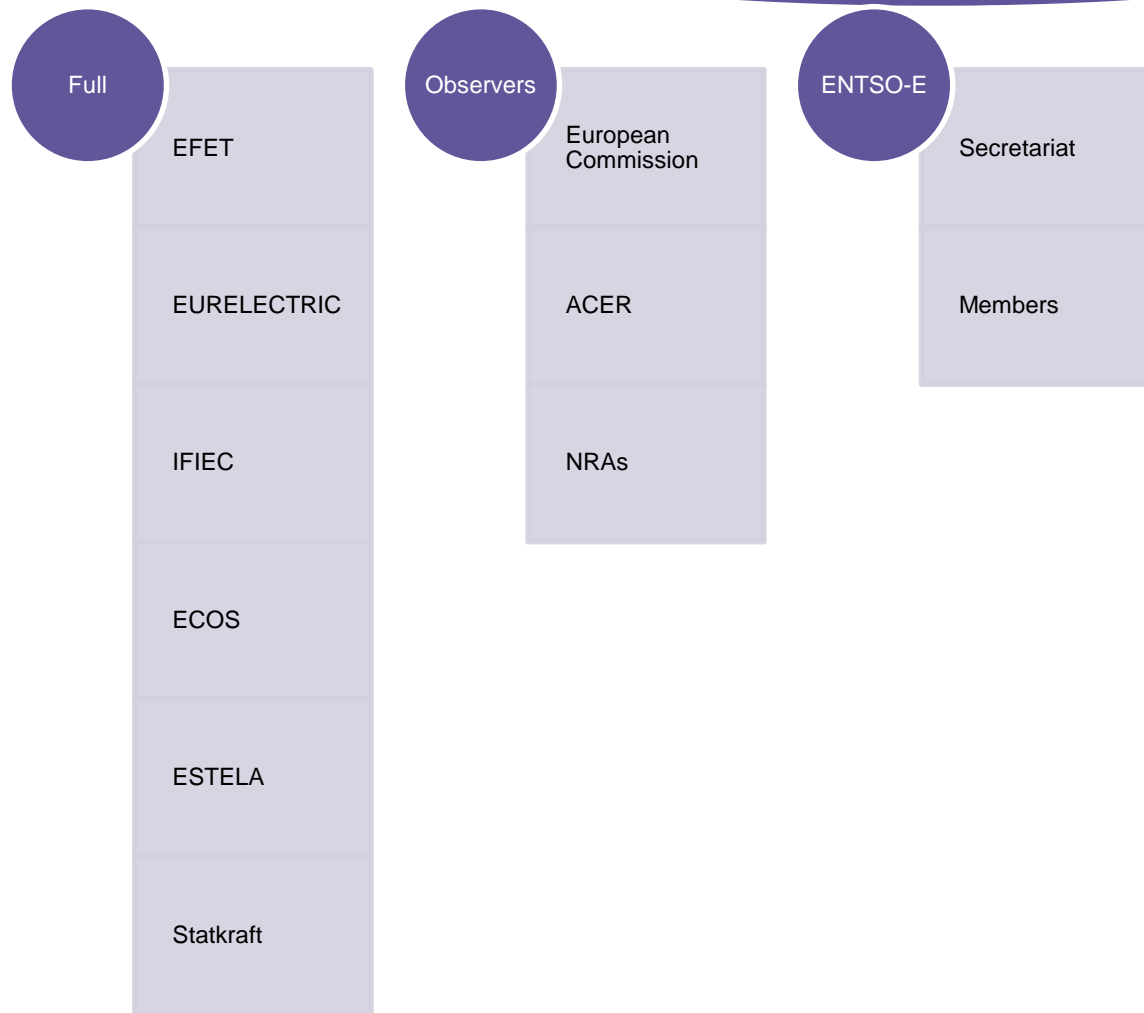 Full
EFET
EURELECTRIC
IFIEC
ECOS
ESTELA
Statkraft
Observers
European
Commission
ACER
NRAs
ENTSO-E
Secretariat
Members